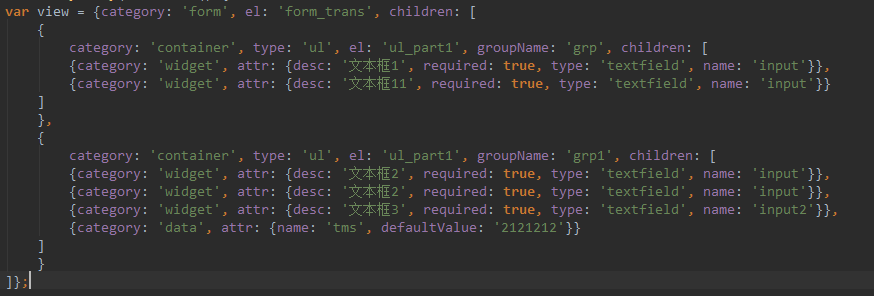 var view = {category: 'form', el: 'form_trans', children: [
{
category: 'container', type: 'ul', el: 'ul_part1', groupName: 'grp', children: [
{category: 'widget', attr: {desc: '文本框1', required: true, type: 'textfield', name: 'input'}},
{category: 'widget', attr: {desc: '文本框11', required: true, type: 'textfield', name: 'input'}}
]
},
{
category: 'container', type: 'ul', el: 'ul_part1', groupName: 'grp1', children: [
{category: 'widget', attr: {desc: '文本框2', required: true, type: 'textfield', name: 'input'}},
{category: 'widget', attr: {desc: '文本框2', required: true, type: 'textfield', name: 'input'}},
{category: 'widget', attr: {desc: '文本框3', required: true, type: 'textfield', name: 'input2'}},
{category: 'data', attr: {name: 'tms', defaultValue: '2121212'}}
]
}
]};